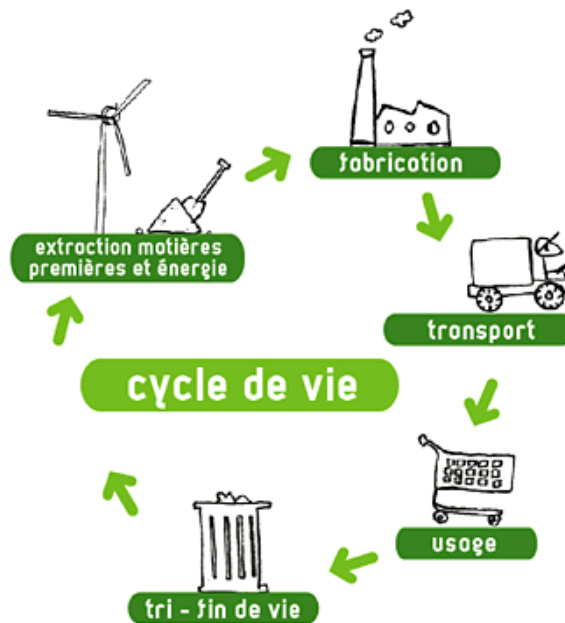 fabrication
extraction matières
premières et énergie
transport
cycle de vie
usage
tri - fin de vie